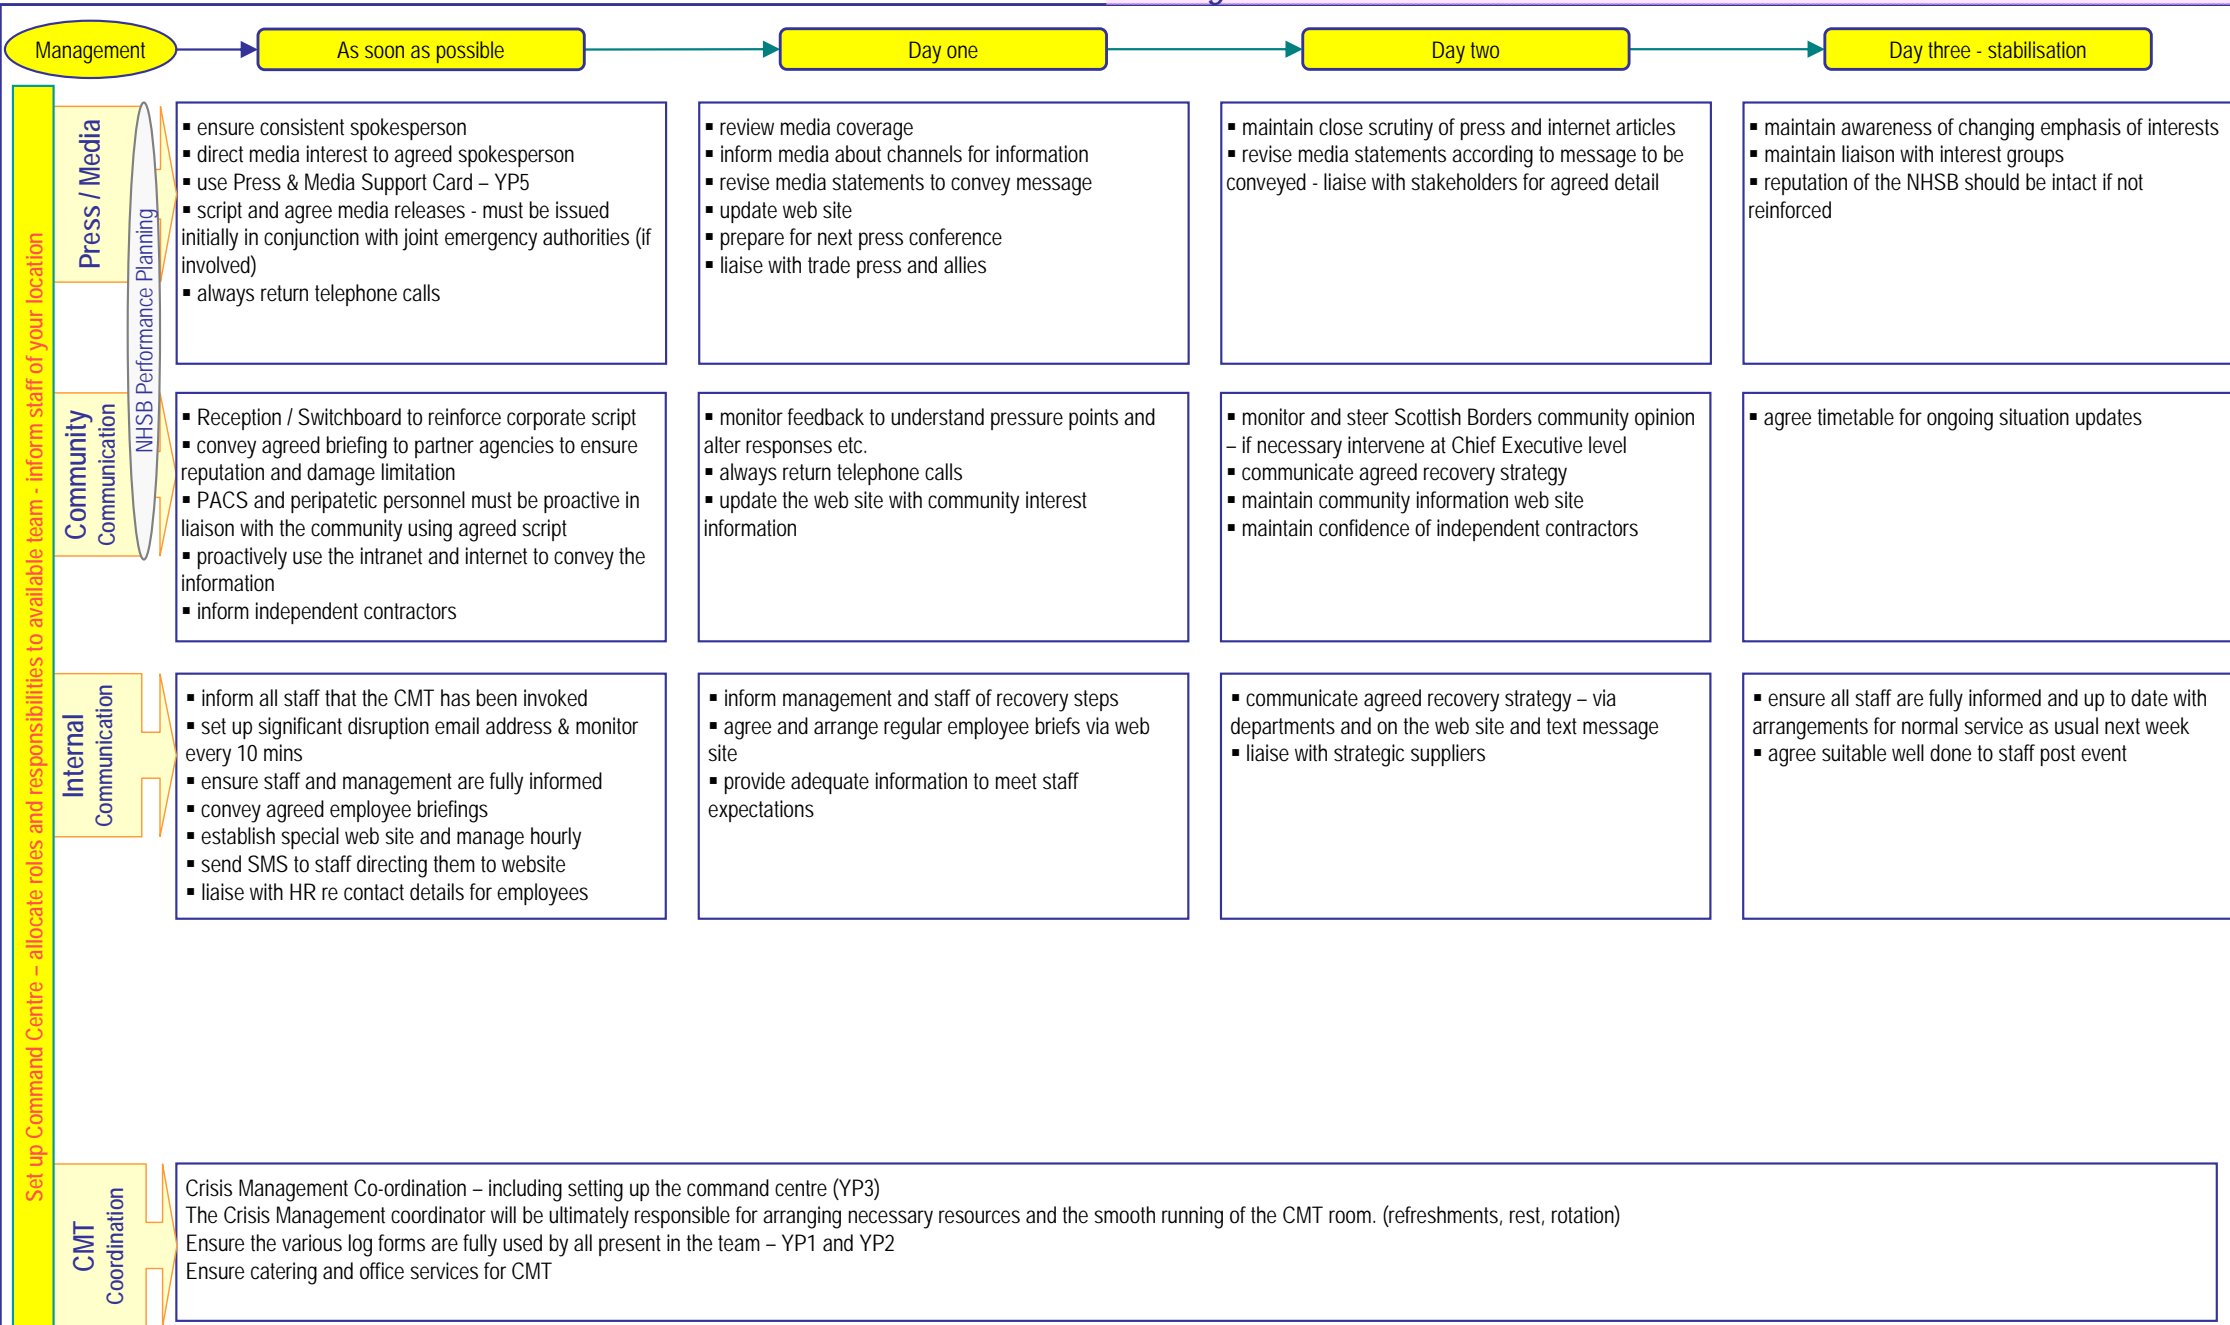 Management
As soon as possible
Day one
Day two
Day three - stabilisation
Set up Command Centre – allocate roles and responsibilities to available team - inform staff of your location
NHSB Performance Planning
Press / Media
▪ ensure consistent spokesperson
▪ direct media interest to agreed spokesperson
▪ use Press & Media Support Card – YP5
▪ script and agree media releases - must be issued
initially in conjunction with joint emergency authorities (if
involved)
▪ always return telephone calls
▪ review media coverage
▪ inform media about channels for information
▪ revise media statements to convey message
▪ update web site
▪ prepare for next press conference
▪ liaise with trade press and allies
▪ maintain close scrutiny of press and internet articles
▪ revise media statements according to message to be
conveyed - liaise with stakeholders for agreed detail
▪ maintain awareness of changing emphasis of interests
▪ maintain liaison with interest groups
▪ reputation of the NHSB should be intact if not
reinforced
Community
Communication
▪ Reception / Switchboard to reinforce corporate script
▪ convey agreed briefing to partner agencies to ensure
reputation and damage limitation
▪ PACS and peripatetic personnel must be proactive in
liaison with the community using agreed script
▪ proactively use the intranet and internet to convey the
information
▪ inform independent contractors
▪ monitor feedback to understand pressure points and
alter responses etc.
▪ always return telephone calls
▪ update the web site with community interest
information
▪ monitor and steer Scottish Borders community opinion
– if necessary intervene at Chief Executive level
▪ communicate agreed recovery strategy
▪ maintain community information web site
▪ maintain confidence of independent contractors
▪ agree timetable for ongoing situation updates
Internal
Communication
▪ inform all staff that the CMT has been invoked
▪ set up significant disruption email address & monitor
every 10 mins
▪ ensure staff and management are fully informed
▪ convey agreed employee briefings
▪ establish special web site and manage hourly
▪ send SMS to staff directing them to website
▪ liaise with HR re contact details for employees
▪ inform management and staff of recovery steps
▪ agree and arrange regular employee briefs via web
site
▪ provide adequate information to meet staff
expectations
▪ communicate agreed recovery strategy – via
departments and on the web site and text message
▪ liaise with strategic suppliers
▪ ensure all staff are fully informed and up to date with
arrangements for normal service as usual next week
▪ agree suitable well done to staff post event
CMT
Coordination
Crisis Management Co-ordination – including setting up the command centre (YP3)
The Crisis Management coordinator will be ultimately responsible for arranging necessary resources and the smooth running of the CMT room. (refreshments, rest, rotation)
Ensure the various log forms are fully used by all present in the team – YP1 and YP2
Ensure catering and office services for CMT